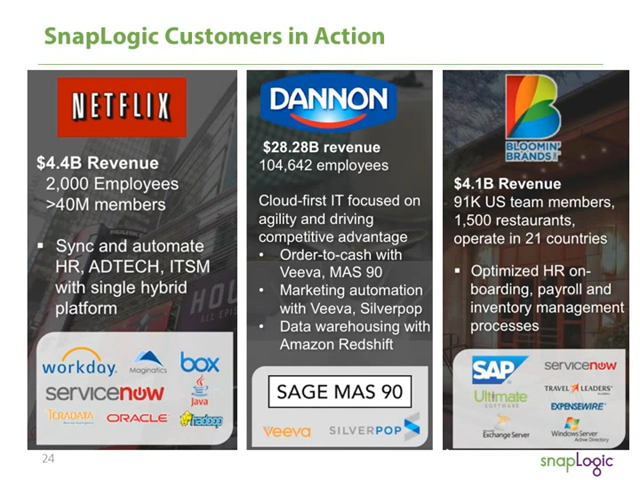 SnapLogic Customers in Action
NETFLIX
$4.4B Revenue
2,000 Employees
>40M members
▪ Sync and automate
HR, ADTECH, ITSM
with single hybrid
platform
workday.
Maginatics
box
servicenow
Java
TERADATA
ORACLE
hadoop
DANNON
$28.28B revenue
104,642 employees
Cloud-first IT focused on
agility and driving
competitive advantage
• Order-to-cash with
Veeva, MAS 90
• Marketing automation
with Veeva, Silverpop
• Data warehousing with
Amazon Redshift
SAGE MAS 90
Veeva
SILVERPOP
BLOOMIN'
BRANDS
$4.1B Revenue
91K US team members,
1,500 restaurants,
operate in 21 countries
▪ Optimized HR on-
boarding, payroll and
inventory management
processes
SAP
servicenow
Ultimate
SOFTWARE
TRAVEL LEADERS
EXPENSEWIRE
Exchange Server
Windows Server
Active Directory
24
snapLogic